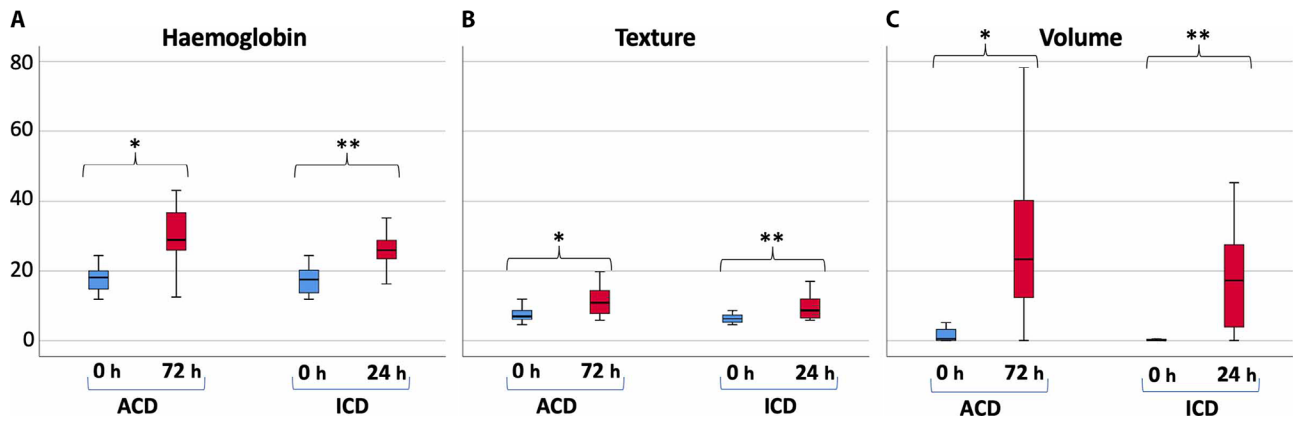 A
Haemoglobin
80
60
40
20
0
*
**
0 h 72 h 0 h 24 h
ACD ICD
B
Texture
*
**
0 h 72 h 0 h 24 h
ACD ICD
C
Volume
*
**
0 h 72 h 0 h 24 h
ACD ICD